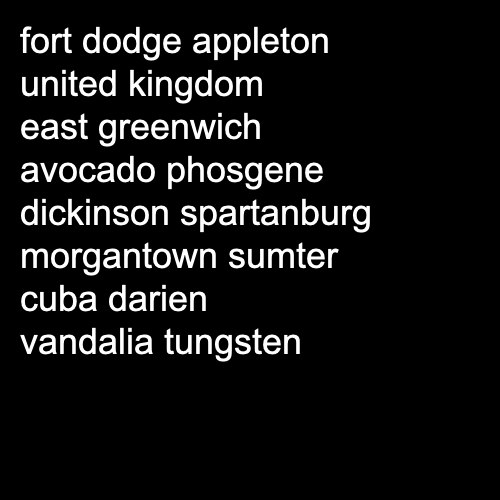 fort dodge appleton
united kingdom
east greenwich
avocado phosgene
dickinson spartanburg
morgantown sumter
cuba darien
vandalia tungsten